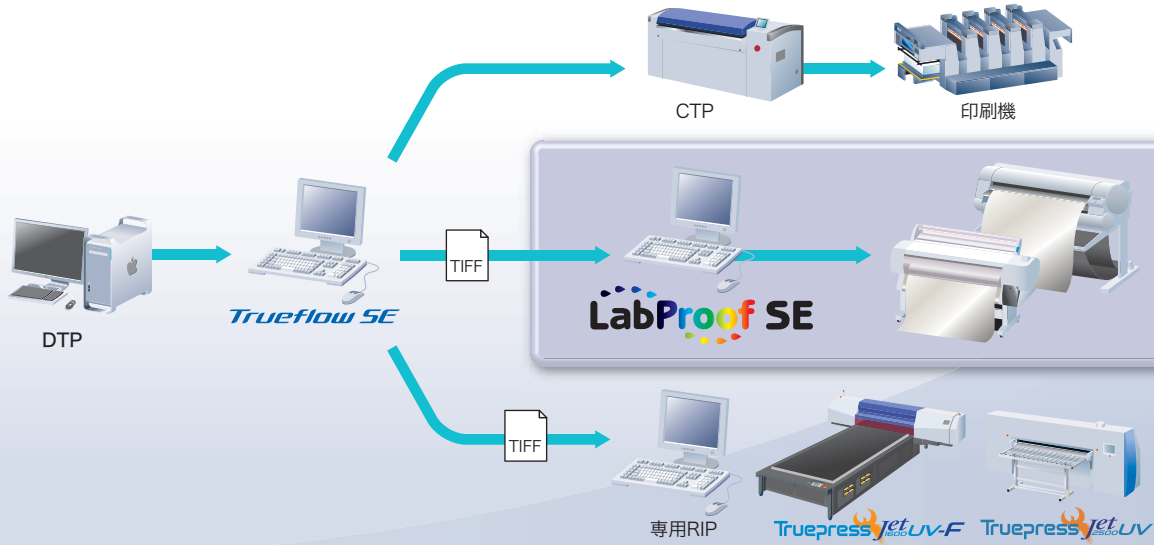 CTP
印刷機
DTP
Trueflow SE
TIFF
LabProof SE
TIFF
専用RIP
Truepress Jet 1600 UV-F
Truepress Jet 2500 UV